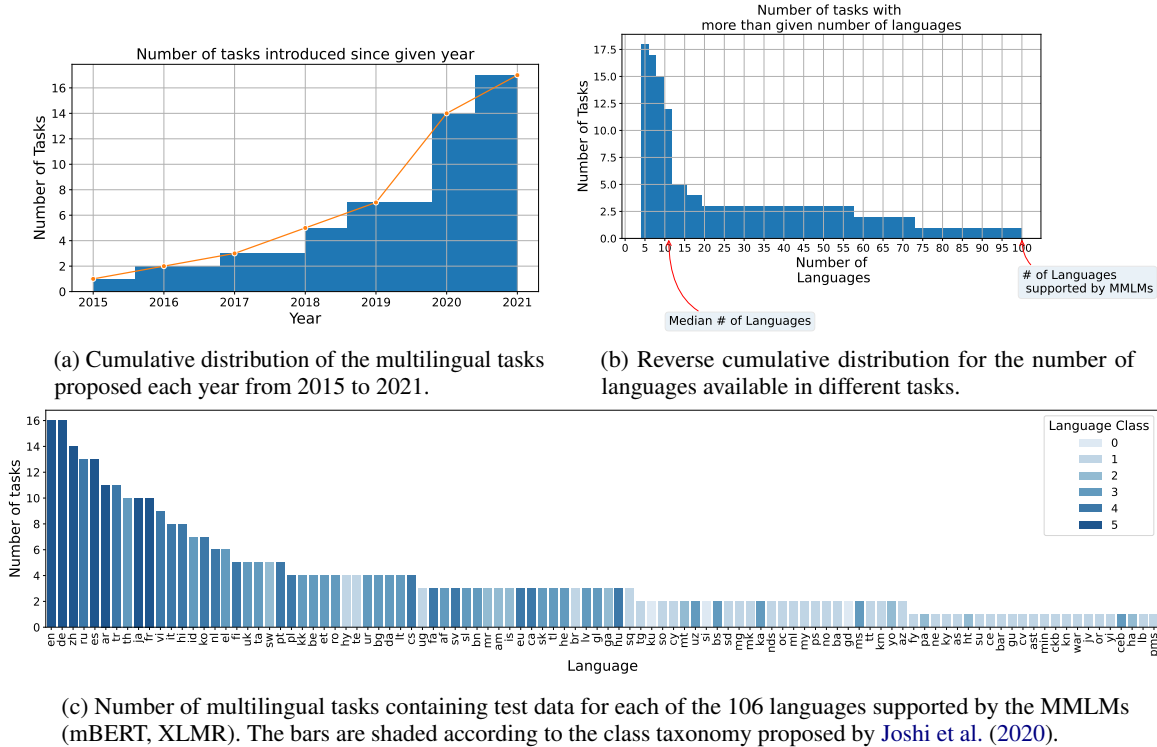 Number of tasks introduced since given year
Number of Tasks
16
14
12
10
8
6
4
2
0
2015 2016 2017 2018 2019 2020 2021
Year
(a) Cumulative distribution of the multilingual tasks
proposed each year from 2015 to 2021.
Number of tasks with
more than given number of languages
Number of Tasks
17.5
15.0
12.5
10.0
7.5
5.0
2.5
0.0
0 5 10 15 20 25 30 35 40 45 50 55 60 65 70 75 80 85 90 95 100
Number of
Languages
# of Languages
supported by MMLMs
Median # of Languages
(b) Reverse cumulative distribution for the number of
languages available in different tasks.
Number of tasks
16
14
12
10
8
6
4
2
0
Language Class
0
1
2
3
4
5
en de zh ru es ar tr th ja fr vi it hi id ko nl el fi uk ta sw pt pl kk be et ro hy te ur bg da lt cs ug fa af sv sl bn mr am is eu ca sk tl he br lv gl ga hu sq tg ku so cy mt uz si bs sd mg mk ka nds oc ml my ps no ba gd ms tt km yo az fy pa ne ky as ht su ce bar gu cv ast min ckb kn war jv or yi ceb ha lb pms
Language
(c) Number of multilingual tasks containing test data for each of the 106 languages supported by the MMLMs
(mBERT, XLMR). The bars are shaded according to the class taxonomy proposed by Joshi et al. (2020).